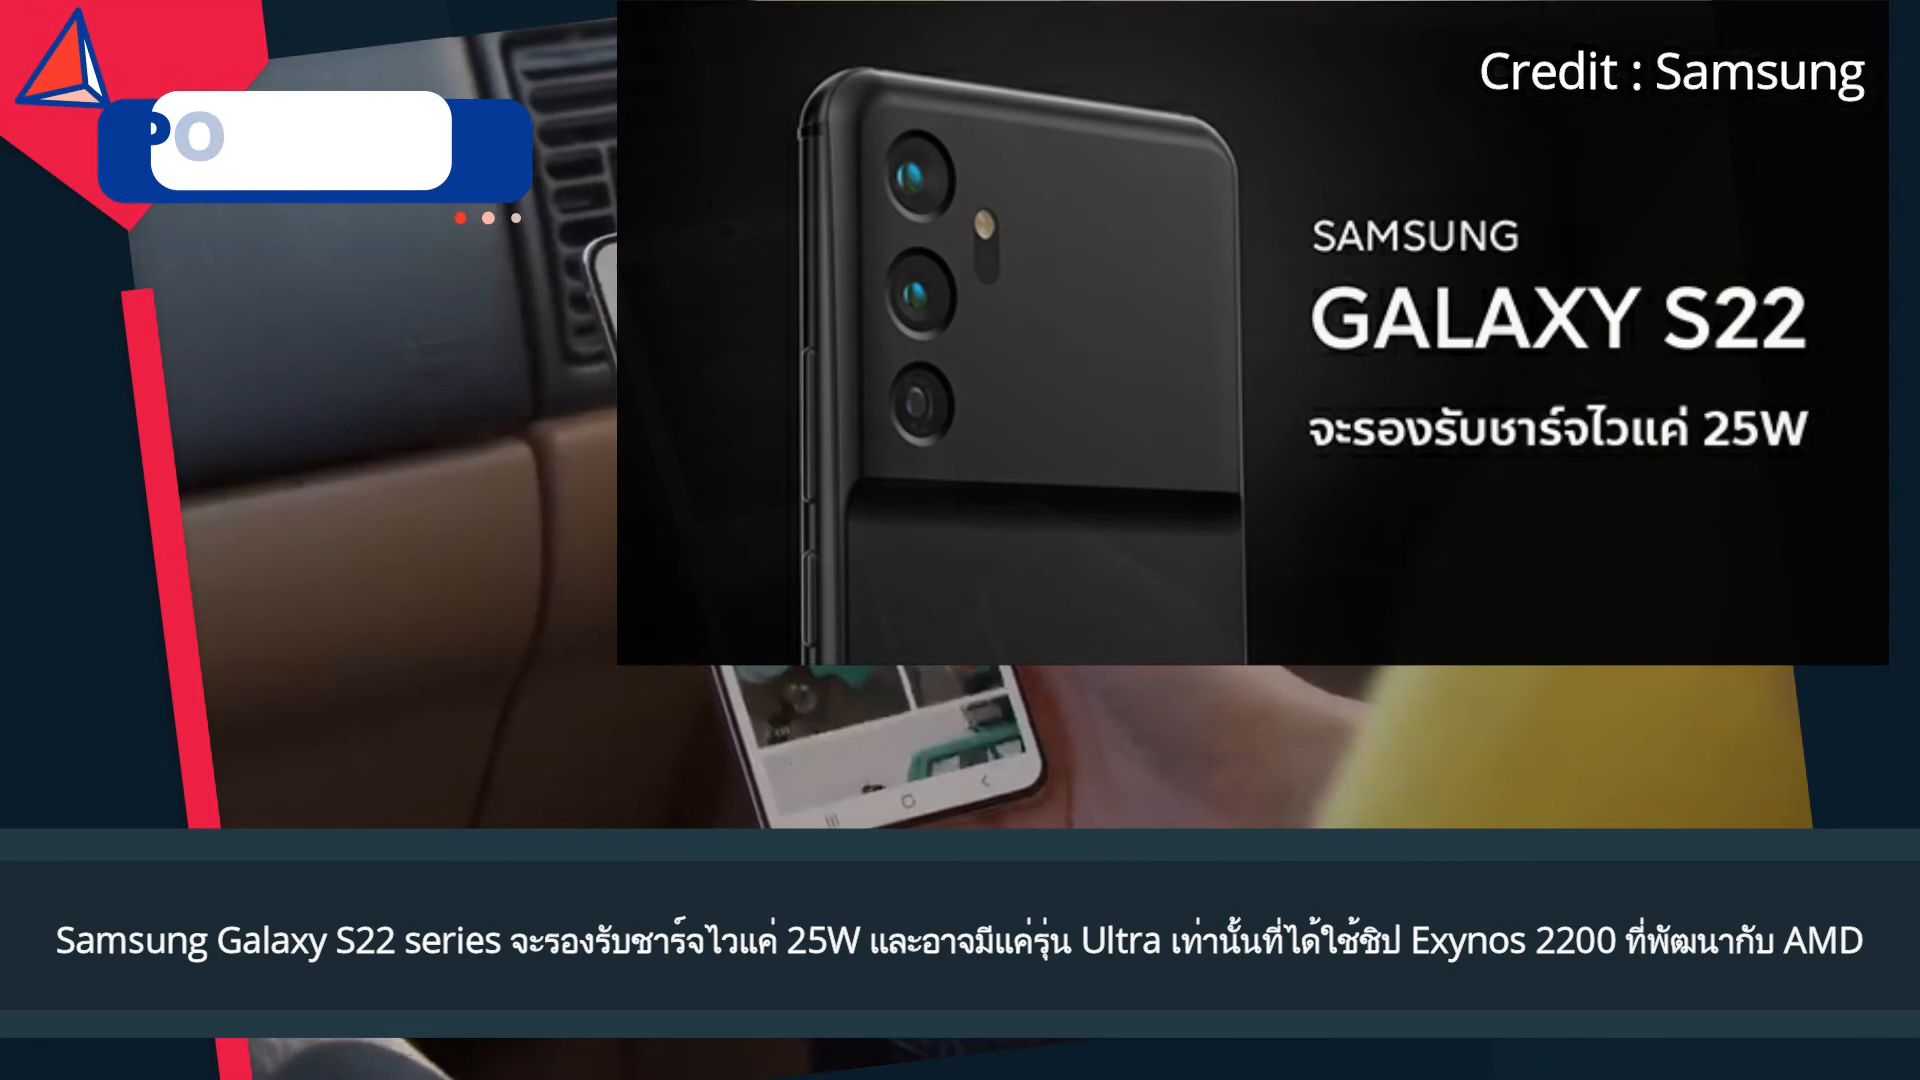 PO
Credit : Samsung
SAMSUNG
GALAXY S22
จะรองรับชาร์จไวแค่ 25W
Samsung Galaxy S22 series จะรองรับชาร์จไวแค่ 25W และอาจมีแค่รุ่น Ultra เท่านั้นที่ได้ใช้ชิป Exynos 2200 ที่พัฒนากับ AMD